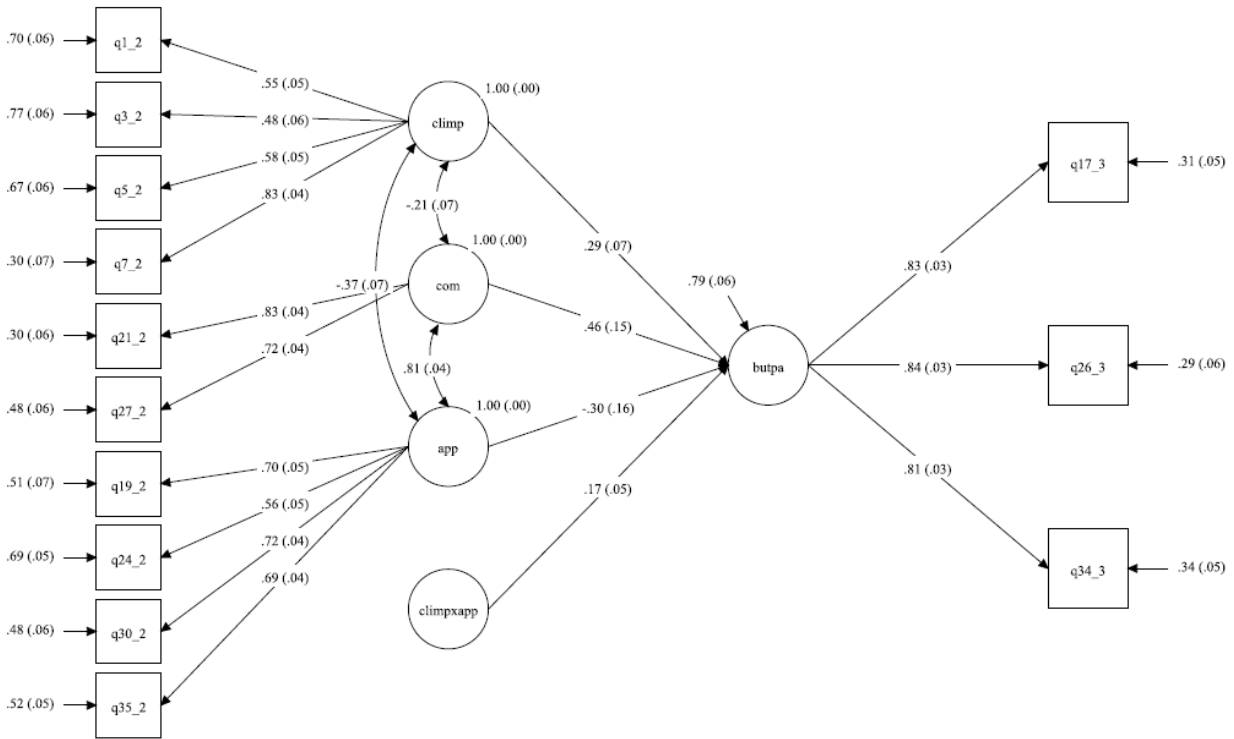 .70 (.06)
q1_2
.55 (.05)
climp
1.00 (.00)
.77 (.06)
q3_2
.48 (.06)
.67 (.06)
q5_2
.58 (.05)
.30 (.07)
q7_2
.83 (.04)
-.21 (.07)
com
1.00 (.00)
-.37 (.07)
.30 (.06)
q21_2
.83 (.04)
.48 (.06)
q27_2
.72 (.04)
.81 (.04)
app
1.00 (.00)
.51 (.07)
q19_2
.70 (.05)
.69 (.05)
q24_2
.56 (.05)
.48 (.06)
q30_2
.72 (.04)
.52 (.05)
q35_2
.69 (.04)
climpxapp
.29 (.07)
.46 (.15)
-.30 (.16)
.17 (.05)
.79 (.06)
butpa
.83 (.03)
q17_3
.31 (.05)
.84 (.03)
q26_3
.29 (.06)
.81 (.03)
q34_3
.34 (.05)